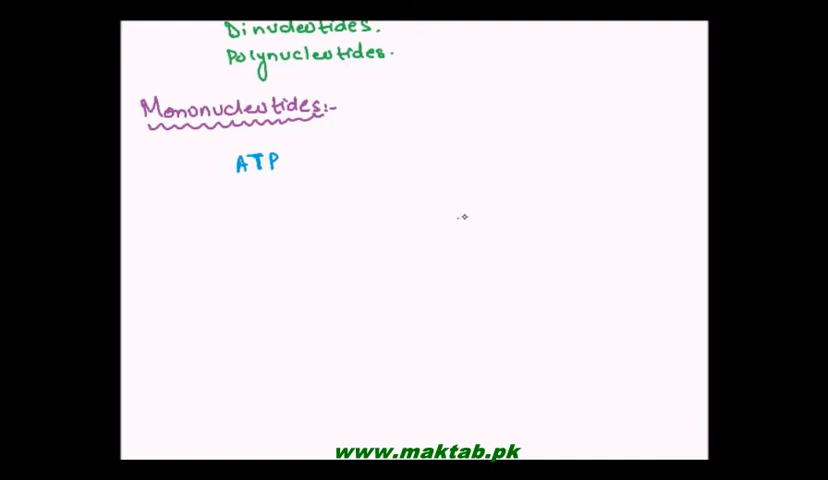 Dinucleotides.
Polynucleotides.
Mononucleotides:-
ATP
www.maktab.pk